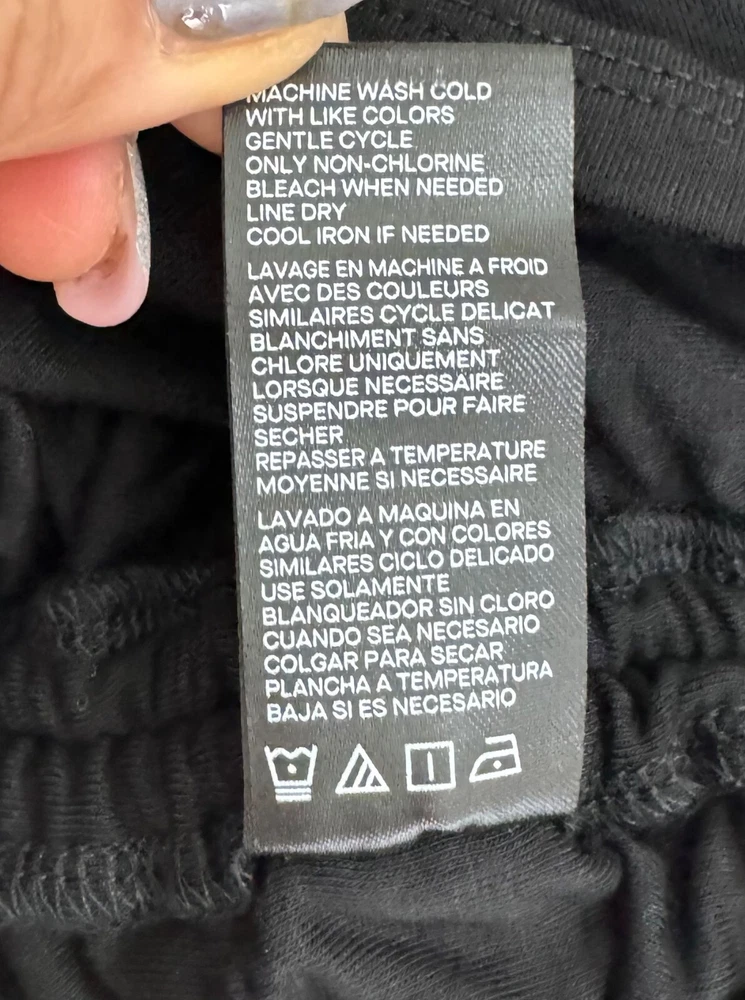 MACHINE WASH COLD
WITH LIKE COLORS
GENTLE CYCLE
ONLY NON-CHLORINE
BLEACH WHEN NEEDED
LINE DRY
COOL IRON IF NEEDED
LAVAGE EN MACHINE A FROID
AVEC DES COULEURS
SIMILAIRES CYCLE DELICAT
BLANCHIMENT SANS
CHLORE UNIQUEMENT
LORSQUE NECESSAIRE
SUSPENDRE POUR FAIRE
SECHER
REPASSER A TEMPERATURE
MOYENNE SI NECESSAIRE
LAVADO A MAQUINA EN
AGUA FRIA Y CON COLORES
SIMILARES CICLO DELICADO
USE SOLAMENTE
BLANQUEADOR SIN CLORO
CUANDO SEA NECESARIO
COLGAR PARA SECAR
PLANCHA A TEMPERATURA
BAJA SI ES NECESARIO